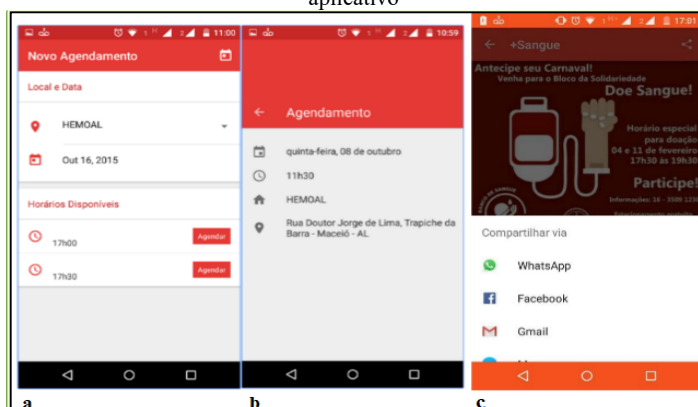 aplicativo
11:00
Novo Agendamento
Local e Data
HEMOAL
Out 16, 2015
Horários Disponíveis
17h00
Agendar
17h30
Agendar
a
10:59
Agendamento
quinta-feira, 08 de outubro
11h30
HEMOAL
Rua Doutor Jorge de Lima, Trapiche da
Barra - Maceió - AL
b
17:01
+Sangue
Antecipe seu Carnaval!
Venha para o Bloco da Solidariedade
Doe Sangue!
Horário especial
para doação
04 e 11 de fevereiro
17h30 às 19h30
Participe!
Compartilhar via
WhatsApp
Facebook
Gmail
c